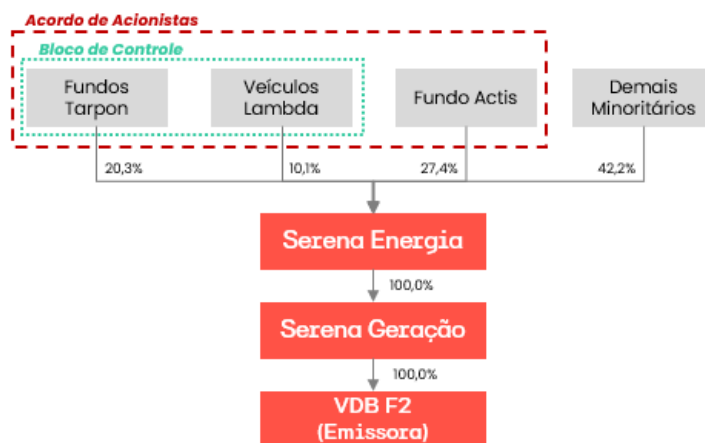 Acordo de Acionistas
Bloco de Controle
Fundos
Tarpon
Veículos
Lambda
Fundo Actis
Demais
Minoritários
20,3%
10,1%
27,4%
42,2%
Serena Energia
100,0%
Serena Geração
100,0%
VDB F2
(Emissora)